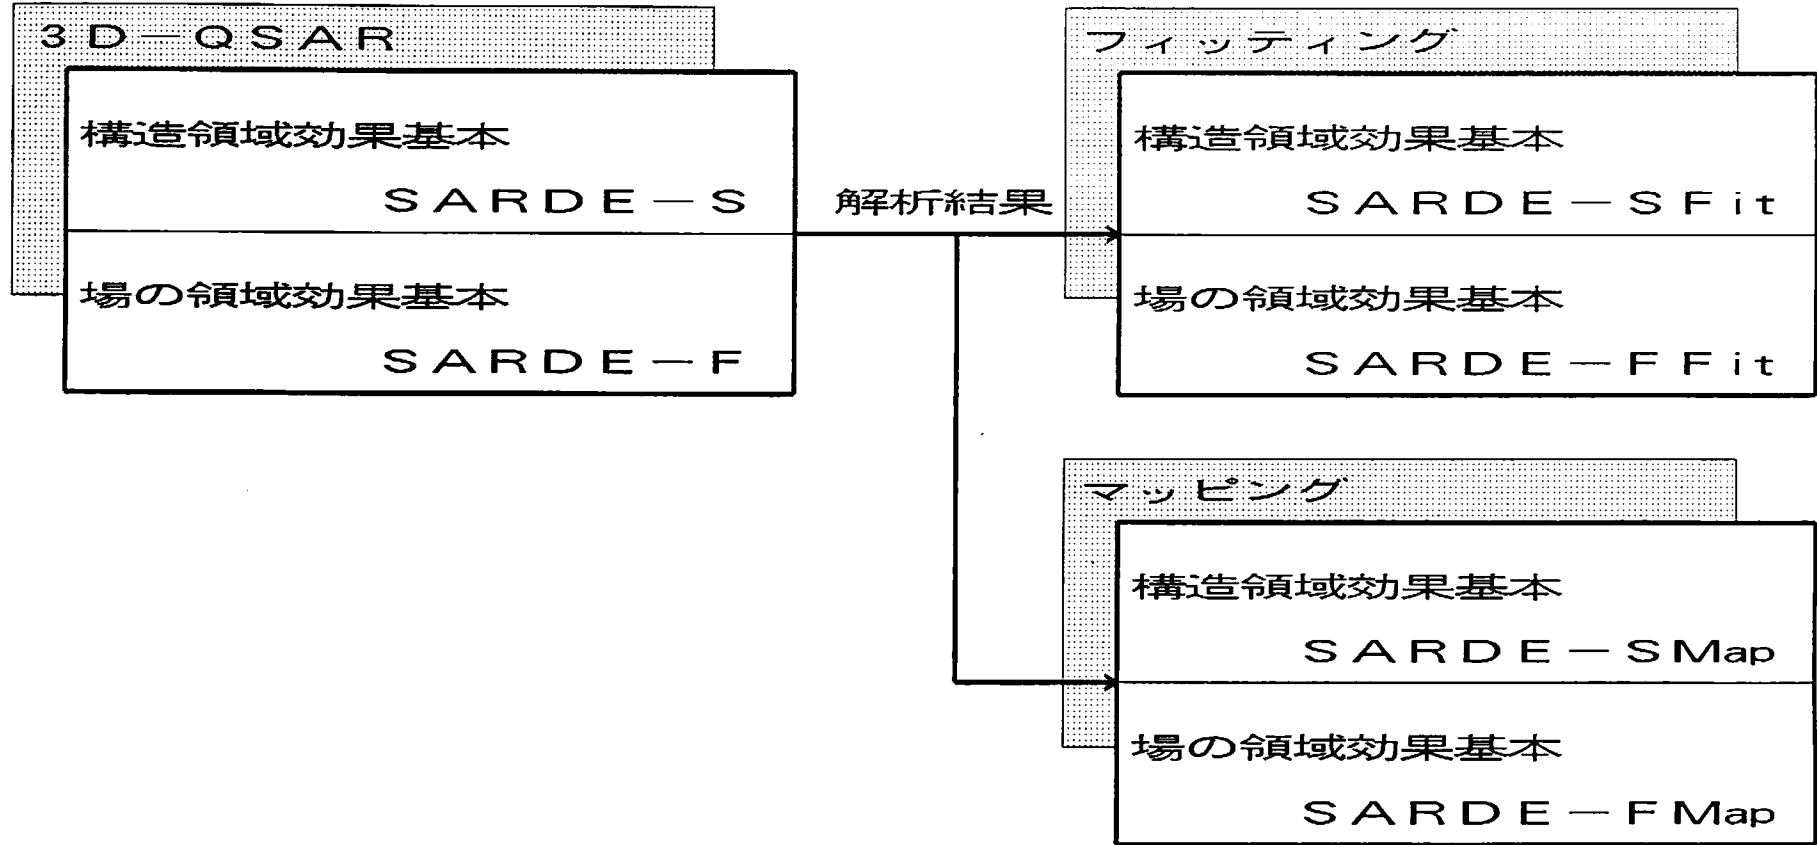 3D-QSAR
構造領域効果基本
SARDE-S
場の領域効果基本
SARDE-F
解析結果
フィッティング
構造領域効果基本
SARDE-SFit
場の領域効果基本
SARDE-FFit
マッピング
構造領域効果基本
SARDE-SMap
場の領域効果基本
SARDE-FMap